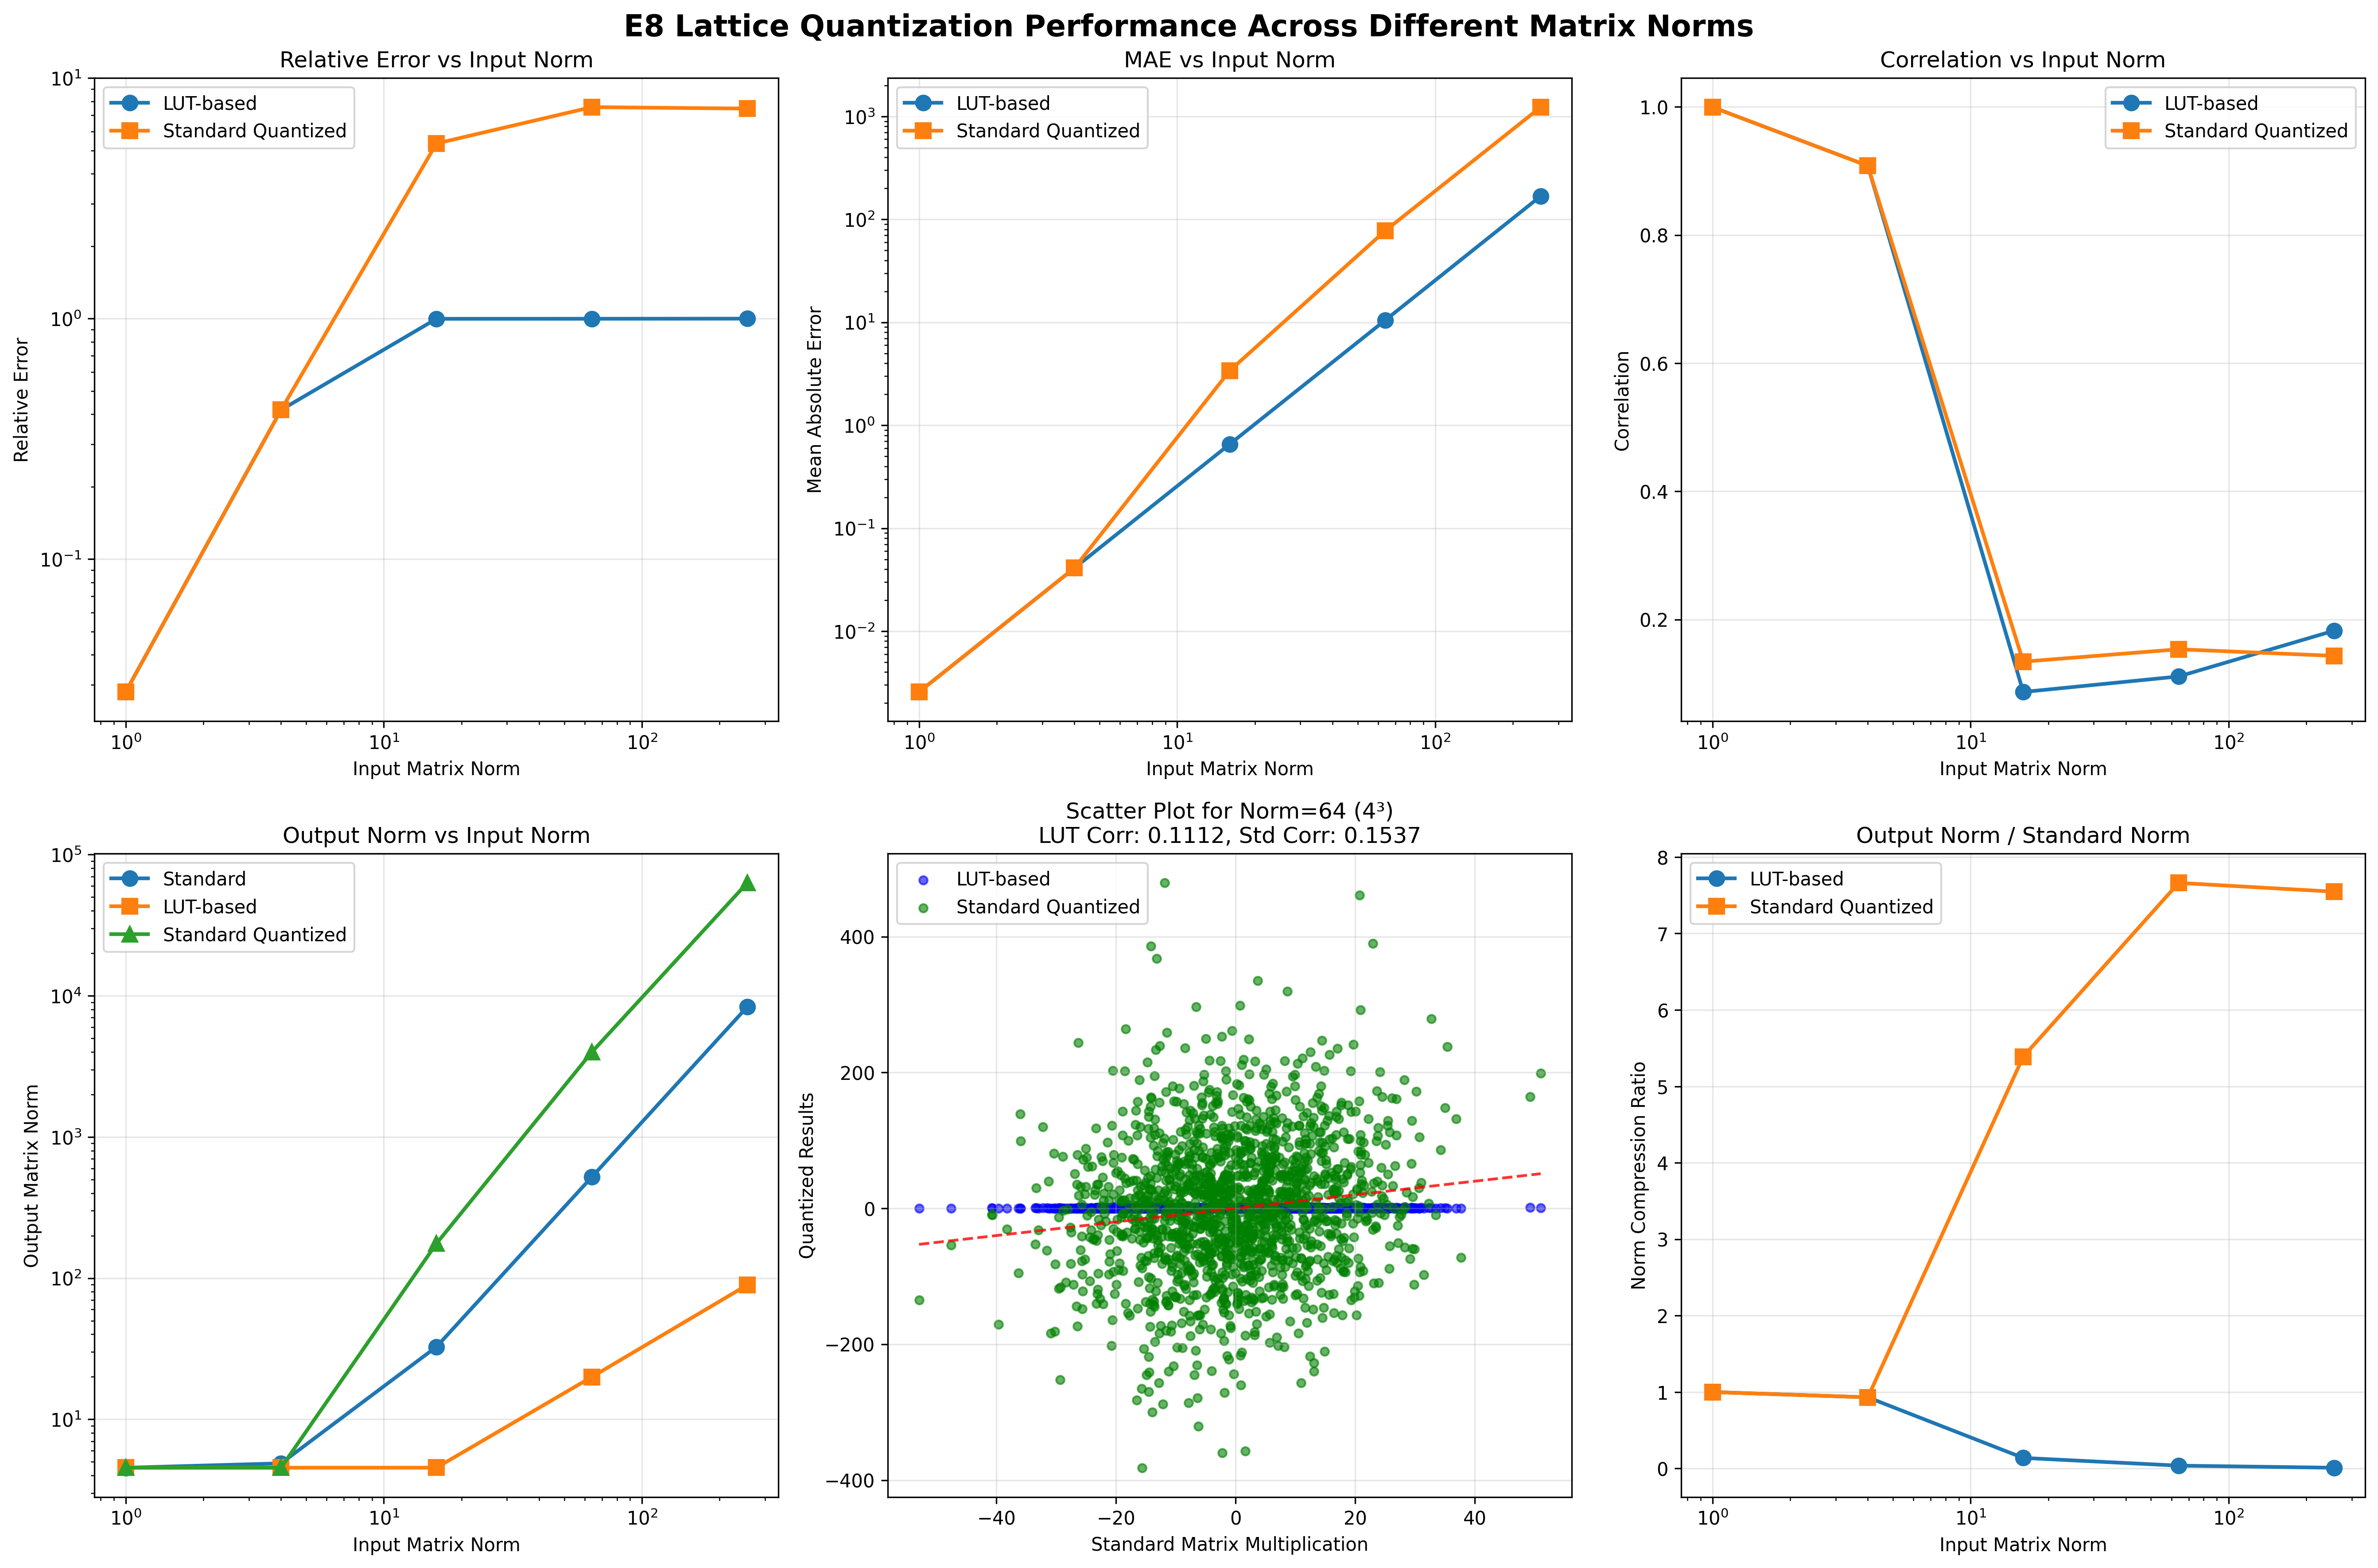 E8 Lattice Quantization Performance Across Different Matrix Norms
Relative Error vs Input Norm
LUT-based
Standard Quantized
10¹
10⁰
10⁻¹
Relative Error
10⁰
10¹
10²
Input Matrix Norm
MAE vs Input Norm
LUT-based
Standard Quantized
10³
10²
10¹
10⁰
10⁻¹
10⁻²
Mean Absolute Error
10⁰
10¹
10²
Input Matrix Norm
Correlation vs Input Norm
LUT-based
Standard Quantized
1.0
0.8
0.6
0.4
0.2
Correlation
10⁰
10¹
10²
Input Matrix Norm
Output Norm vs Input Norm
Standard
LUT-based
Standard Quantized
10⁵
10⁴
10³
10²
10¹
Output Matrix Norm
10⁰
10¹
10²
Input Matrix Norm
Scatter Plot for Norm=64 (4³)
LUT Corr: 0.1112, Std Corr: 0.1537
LUT-based
Standard Quantized
400
200
0
−200
−400
Quantized Results
−40
−20
0
20
40
Standard Matrix Multiplication
Output Norm / Standard Norm
LUT-based
Standard Quantized
8
7
6
5
4
3
2
1
0
Norm Compression Ratio
10⁰
10¹
10²
Input Matrix Norm